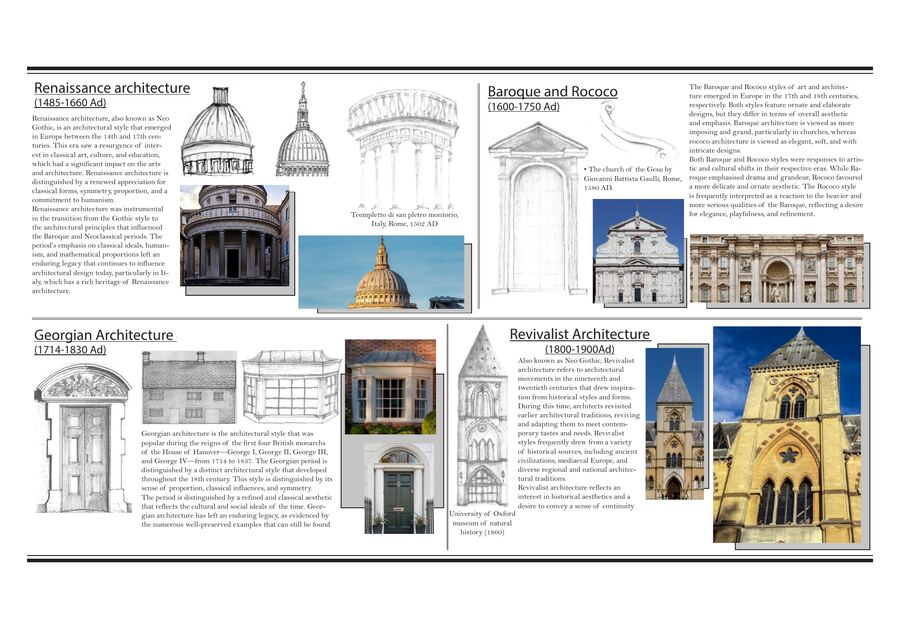 Renaissance architecture
(1485-1660 Ad)
Renaissance architecture, also known as Neo
Gothic, is an architectural style that emerged
in Europe between the 14th and 17th cen-
turies. This era saw a resurgence of inter-
est in classical art, culture, and education,
which had a significant impact on the arts
and architecture. Renaissance architecture is
distinguished by a renewed appreciation for
classical forms, symmetry, proportion, and a
commitment to humanism.
Renaissance architecture was instrumental
in the transition from the Gothic style to
the architectural principles that influenced
the Baroque and Neoclassical periods. The
period's emphasis on classical ideals, human-
ism, and mathematical proportions left an
enduring legacy that continues to influence
architectural design today, particularly in It-
aly, which has a rich heritage of Renaissance
architecture.
Teempletto di san pletro montorio,
Italy, Rome, 1502 AD
Baroque and Rococo
(1600-1750 Ad)
• The church of the Gesu by
Giovanni Battista Gaulli, Rome,
1580 AD.
The Baroque and Rococo styles of art and architec-
ture emerged in Europe in the 17th and 18th centuries,
respectively. Both styles feature ornate and elaborate
designs, but they differ in terms of overall aesthetic
and emphasis. Baroque architecture is viewed as more
imposing and grand, particularly in churches, whereas
rococo architecture is viewed as elegant, soft, and with
intricate designs.
Both Baroque and Rococo styles were responses to artis-
tic and cultural shifts in their respective eras. While Ba-
roque emphasised drama and grandeur, Rococo favoured
a more delicate and ornate aesthetic. The Rococo style
is frequently interpreted as a reaction to the heavier and
more serious qualities of the Baroque, reflecting a desire
for elegance, playfulness, and refinement.
Georgian Architecture
(1714-1830 Ad)
Georgian architecture is the architectural style that was
popular during the reigns of the first four British monarchs
of the House of Hanover—George I, George II, George III,
and George IV—from 1714 to 1837. The Georgian period is
distinguished by a distinct architectural style that developed
throughout the 18th century. This style is distinguished by its
sense of proportion, classical influences, and symmetry.
The period is distinguished by a refined and classical aesthetic
that reflects the cultural and social ideals of the time. Geor-
gian architecture has left an enduring legacy, as evidenced by
the numerous well-preserved examples that can still be found
Revivalist Architecture
(1800-1900Ad)
Also known as Neo Gothic, Revivalist
architecture refers to architectural
movements in the nineteenth and
twentieth centuries that drew inspira-
tion from historical styles and forms.
During this time, architects revisited
earlier architectural traditions, reviving
and adapting them to meet contem-
porary tastes and needs. Revivalist
styles frequently drew from a variety
of historical sources, including ancient
civilizations, mediaeval Europe, and
diverse regional and national architec-
tural traditions.
Revivalist architecture reflects an
interest in historical aesthetics and a
desire to convey a sense of continuity
University of Oxford
museum of natural
history (1860)